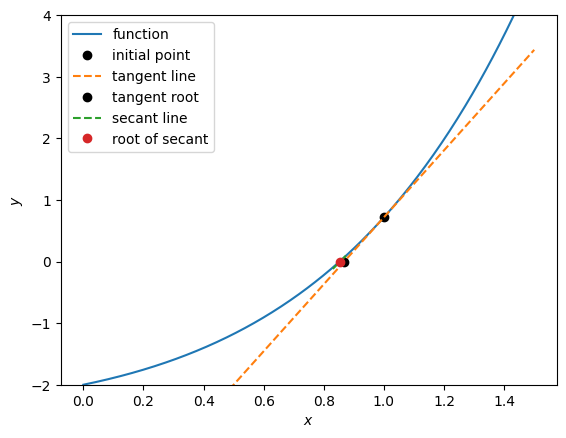 function
initial point
tangent line
tangent root
secant line
root of secant
4
3
2
1
0
−1
−2
y
0.0 0.2 0.4 0.6 0.8 1.0 1.2 1.4
x